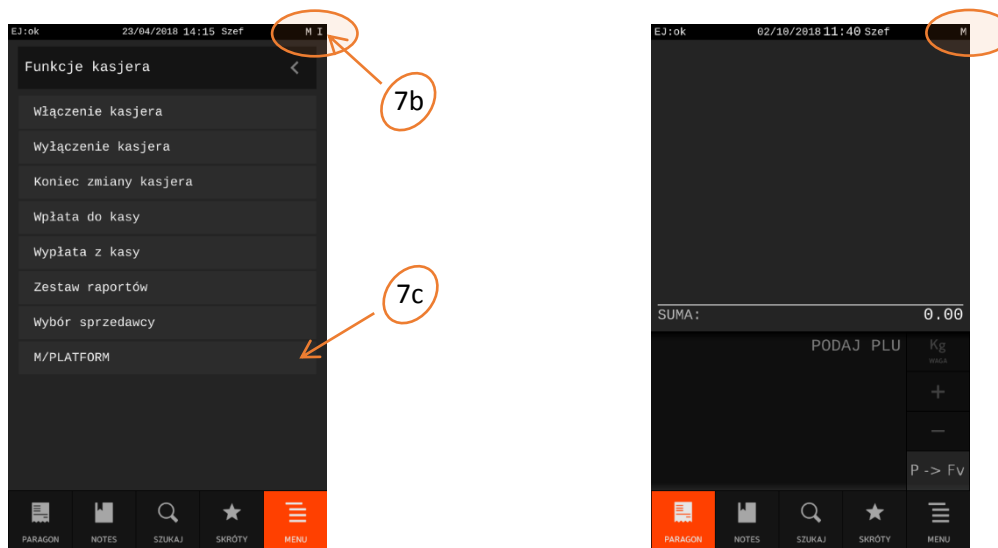 EJ:ok 23/04/2018 14:15 Szef M I
Funkcje kasjera <
Włączenie kasjera
Wyłączenie kasjera
Koniec zmiany kasjera
Wpłata do kasy
Wypłata z kasy
Zestaw raportów
Wybór sprzedawcy
M/PLATFORM
PARAGON NOTES SZUKAJ SKRÓTY MENU
7b
7c
EJ:ok 02/10/2018 11:40 Szef M
SUMA: 0.00
PODAJ PLU
Kg
WAGA
+
−
P -> Fv
PARAGON NOTES SZUKAJ SKRÓTY MENU